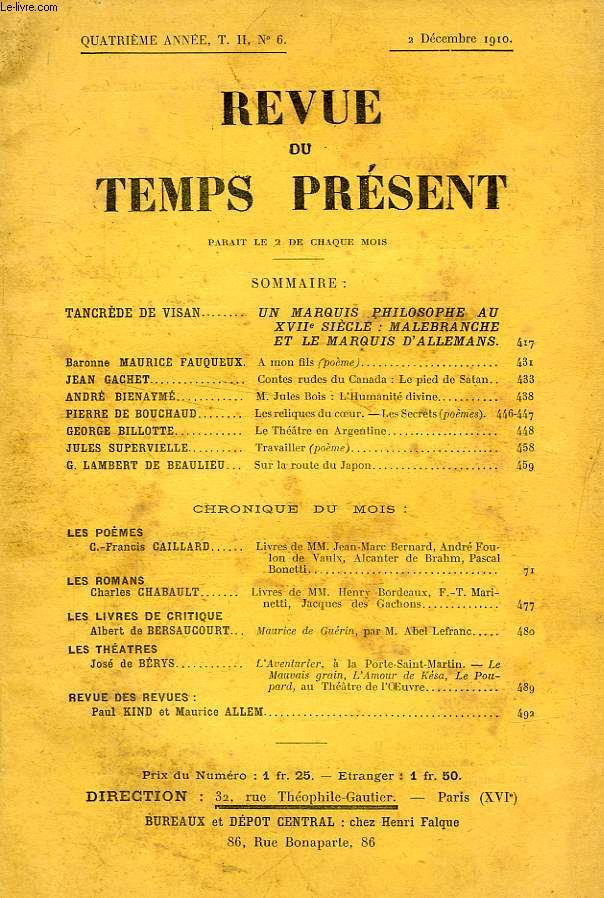 Le-livre.com
QUATRIÈME ANNÉE, T. II, Nº 6.
2 Décembre 1910.
REVUE
DU
TEMPS PRÉSENT
PARAIT LE 2 DE CHAQUE MOIS
SOMMAIRE :
TANCRÈDE DE VISAN........ UN MARQUIS PHILOSOPHE AU
XVIIe SIÈCLE : MALEBRANCHE
ET LE MARQUIS D'ALLEMANS. 417
Baronne MAURICE FAUQUEUX. A mon fils (poème)........................ 431
JEAN GACHET................. Contes rudes du Canada : Le pied de Satan.. 433
ANDRÉ BIENAYMÉ............ M. Jules Bois : L'Humanité divine........... 438
PIERRE DE BOUCHAUD........ Les reliques du cœur. — Les Secrets (poèmes). 446-447
GEORGE BILLOTTE............ Le Théâtre en Argentine.................... 448
JULES SUPERVIELLE.......... Travailler (poème).......................... 458
G. LAMBERT DE BEAULIEU... Sur la route du Japon...................... 459
CHRONIQUE DU MOIS :
LES POÈMES
C.-Francis CAILLARD...... Livres de MM. Jean-Marc Bernard, André Fou-
lon de Vaulx, Alcanter de Brahm, Pascal
Bonetti.................................. 71
LES ROMANS
Charles CHABAULT....... Livres de MM. Henry Bordeaux, F.-T. Mari-
netti, Jacques des Gachons.............. 477
LES LIVRES DE CRITIQUE
Albert de BERSAUCOURT... Maurice de Guérin, par M. Abel Lefranc..... 480
LES THÉATRES
José de BÉRYS............ L'Aventurier, à la Porte-Saint-Martin. — Le
Mauvais grain, L'Amour de Késa, Le Pou-
pard, au Théâtre de l'Œuvre............ 489
REVUE DES REVUES :
Paul KIND et Maurice ALLEM........................................ 492
Prix du Numéro : 1 fr. 25. — Etranger : 1 fr. 50.
DIRECTION : 32, rue Théophile-Gautier. — Paris (XVIe)
BUREAUX et DÉPOT CENTRAL : chez Henri Falque
86, Rue Bonaparte, 86